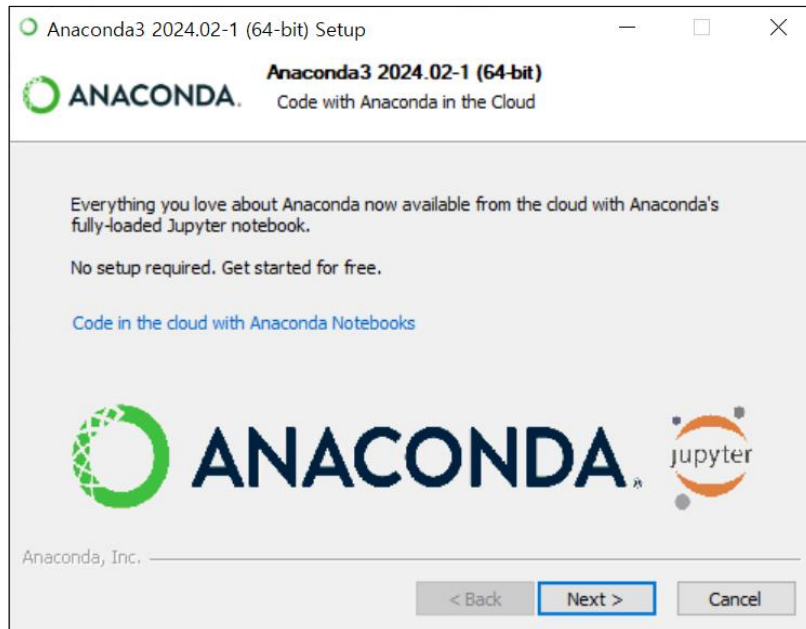 Anaconda3 2024.02-1 (64-bit) Setup
ANACONDA.
Anaconda3 2024.02-1 (64-bit)
Code with Anaconda in the Cloud
Everything you love about Anaconda now available from the cloud with Anaconda's
fully-loaded Jupyter notebook.
No setup required. Get started for free.
Code in the cloud with Anaconda Notebooks
ANACONDA.®
jupyter
Anaconda, Inc.
< Back
Next >
Cancel